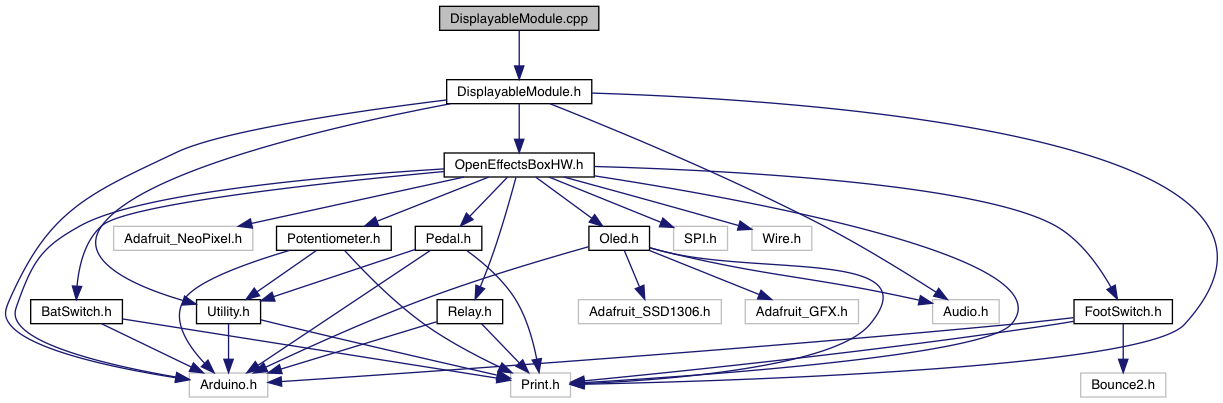 DisplayableModule.cpp
DisplayableModule.h
OpenEffectsBoxHW.h
Adafruit_NeoPixel.h
Potentiometer.h
Pedal.h
Oled.h
SPI.h
Wire.h
BatSwitch.h
Utility.h
Relay.h
Adafruit_SSD1306.h
Adafruit_GFX.h
Audio.h
FootSwitch.h
Arduino.h
Print.h
Bounce2.h